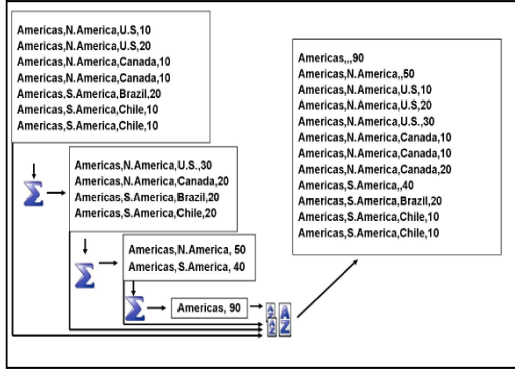 Americas,N.America,U.S,10
Americas,N.America,U.S,20
Americas,N.America,Canada,10
Americas,N.America,Canada,10
Americas,S.America,Brazil,20
Americas,S.America,Chile,10
Americas,S.America,Chile,10
Σ
Americas,N.America,U.S.,30
Americas,N.America,Canada,20
Americas,S.America,Brazil,20
Americas,S.America,Chile,20
Σ
Americas,N.America, 50
Americas,S.America, 40
Σ
Americas, 90
A A
Z Z
Americas,,,90
Americas,N.America,,50
Americas,N.America,U.S,10
Americas,N.America,U.S,20
Americas,N.America,U.S.,30
Americas,N.America,Canada,10
Americas,N.America,Canada,10
Americas,N.America,Canada,20
Americas,S.America,,40
Americas,S.America,Brazil,20
Americas,S.America,Chile,10
Americas,S.America,Chile,10